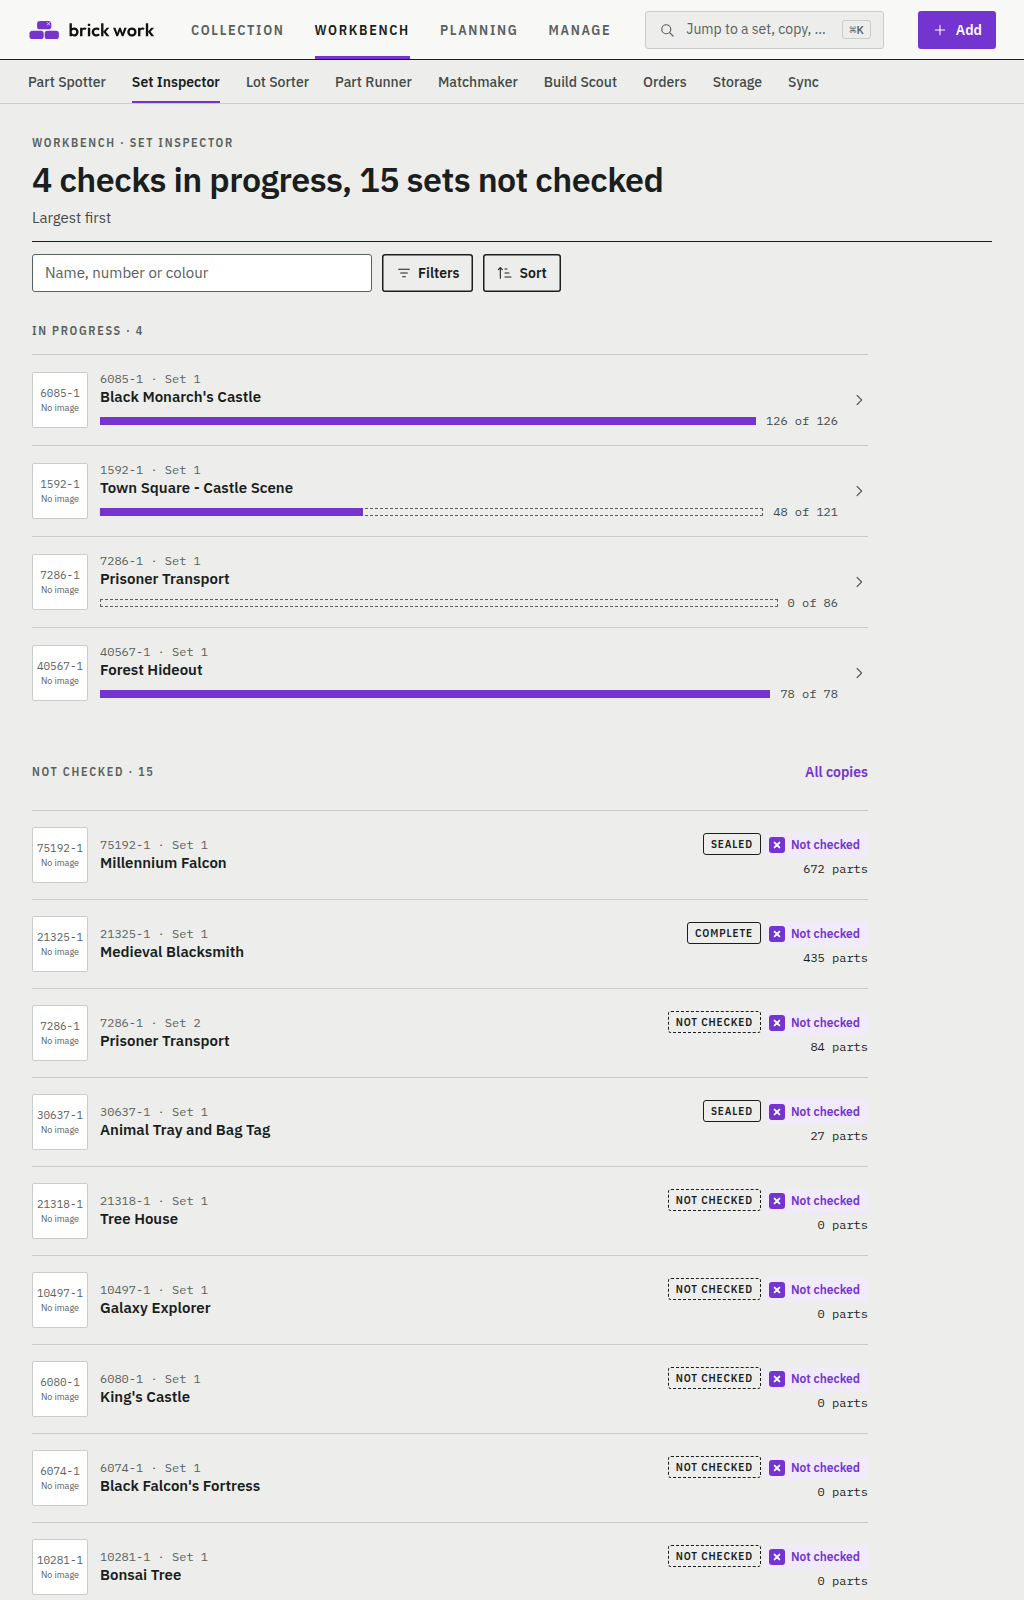 brick work
COLLECTION WORKBENCH PLANNING MANAGE
Jump to a set, copy, ... ⌘K
Add
Part Spotter Set Inspector Lot Sorter Part Runner Matchmaker Build Scout Orders Storage Sync
WORKBENCH · SET INSPECTOR
4 checks in progress, 15 sets not checked
Largest first
Name, number or colour
Filters
Sort
IN PROGRESS · 4
6085-1
No image
6085-1 · Set 1
Black Monarch's Castle
126 of 126
1592-1
No image
1592-1 · Set 1
Town Square - Castle Scene
48 of 121
7286-1
No image
7286-1 · Set 1
Prisoner Transport
0 of 86
40567-1
No image
40567-1 · Set 1
Forest Hideout
78 of 78
NOT CHECKED · 15
All copies
75192-1
No image
75192-1 · Set 1
Millennium Falcon
SEALED Not checked
672 parts
21325-1
No image
21325-1 · Set 1
Medieval Blacksmith
COMPLETE Not checked
435 parts
7286-1
No image
7286-1 · Set 2
Prisoner Transport
NOT CHECKED Not checked
84 parts
30637-1
No image
30637-1 · Set 1
Animal Tray and Bag Tag
SEALED Not checked
27 parts
21318-1
No image
21318-1 · Set 1
Tree House
NOT CHECKED Not checked
0 parts
10497-1
No image
10497-1 · Set 1
Galaxy Explorer
NOT CHECKED Not checked
0 parts
6080-1
No image
6080-1 · Set 1
King's Castle
NOT CHECKED Not checked
0 parts
6074-1
No image
6074-1 · Set 1
Black Falcon's Fortress
NOT CHECKED Not checked
0 parts
10281-1
No image
10281-1 · Set 1
Bonsai Tree
NOT CHECKED Not checked
0 parts